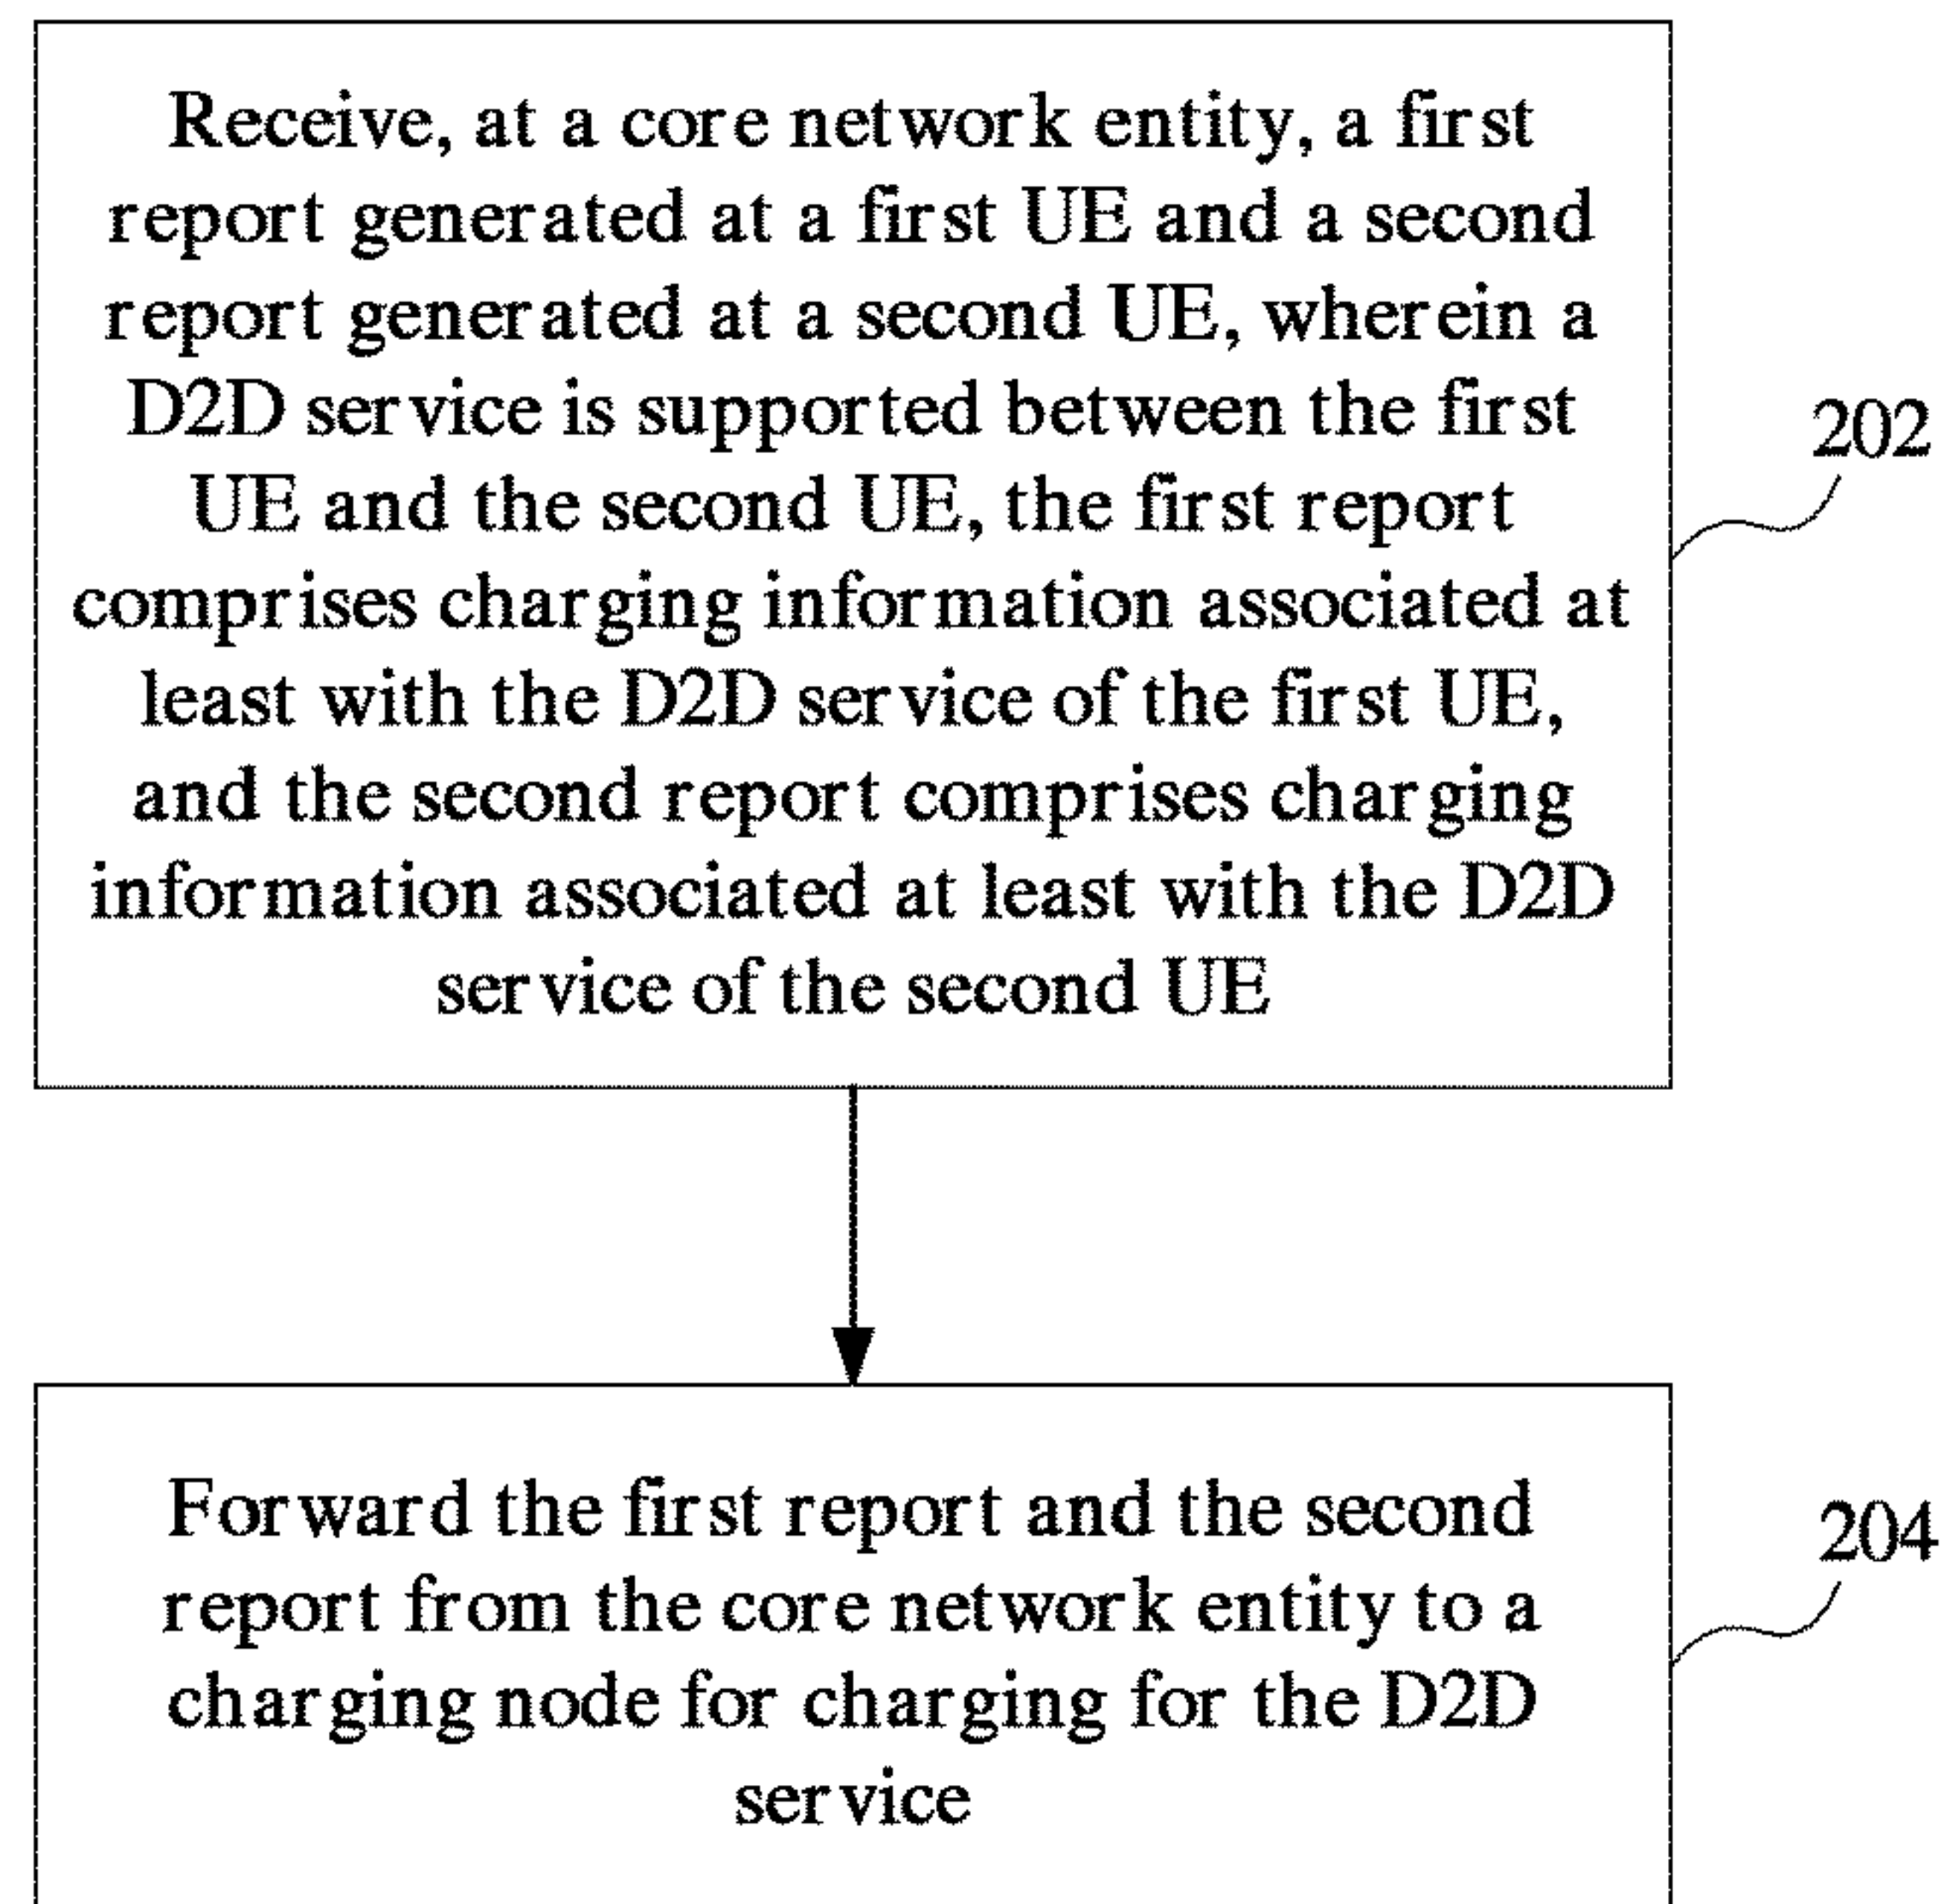 Receive, at a core network entity, a first
report generated at a first UE and a second
report generated at a second UE, wherein a
D2D service is supported between the first
UE and the second UE, the first report
comprises charging information associated at
least with the D2D service of the first UE,
and the second report comprises charging
information associated at least with the D2D
service of the second UE
202
Forward the first report and the second
report from the core network entity to a
charging node for charging for the D2D
service
204